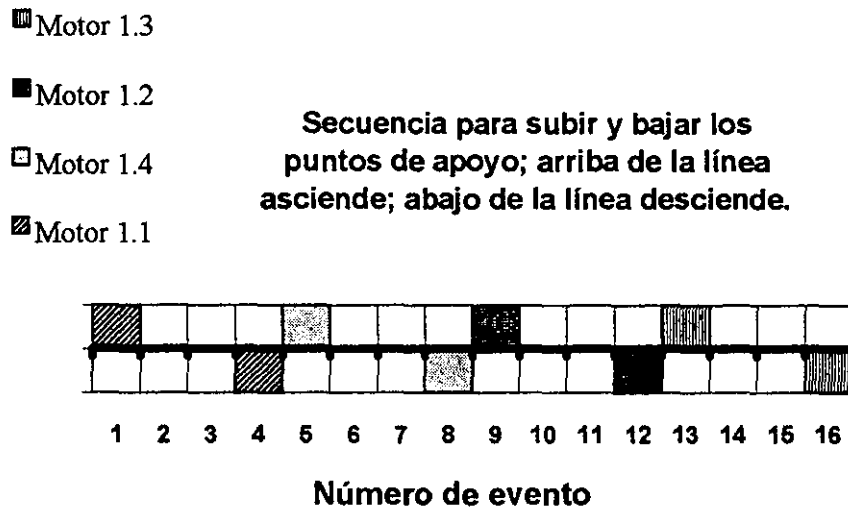 Motor 1.3
Motor 1.2
Motor 1.4
Motor 1.1
Secuencia para subir y bajar los
puntos de apoyo; arriba de la línea
asciende; abajo de la línea desciende.
1 2 3 4 5 6 7 8 9 10 11 12 13 14 15 16
Número de evento